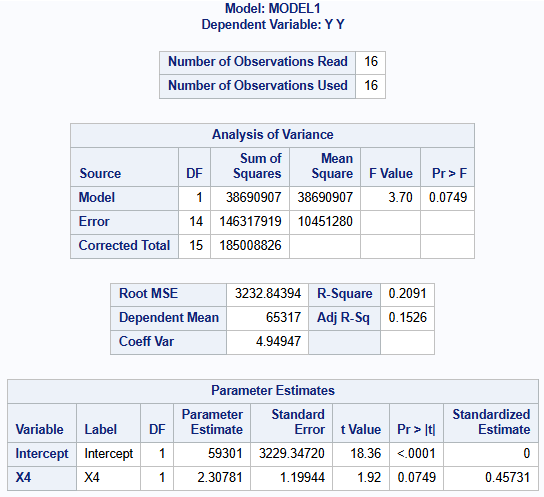 Model: MODEL1
Dependent Variable: Y Y
Number of Observations Read 16
Number of Observations Used 16
Analysis of Variance
Source DF Sum of Squares Mean Square F Value Pr > F
Model 1 38690907 38690907 3.70 0.0749
Error 14 146317919 10451280
Corrected Total 15 185008826
Root MSE 3232.84394 R-Square 0.2091
Dependent Mean 65317 Adj R-Sq 0.1526
Coeff Var 4.94947
Parameter Estimates
Variable Label DF Parameter Estimate Standard Error t Value Pr > |t| Standardized Estimate
Intercept Intercept 1 59301 3229.34720 18.36 <.0001 0
X4 X4 1 2.30781 1.19944 1.92 0.0749 0.45731